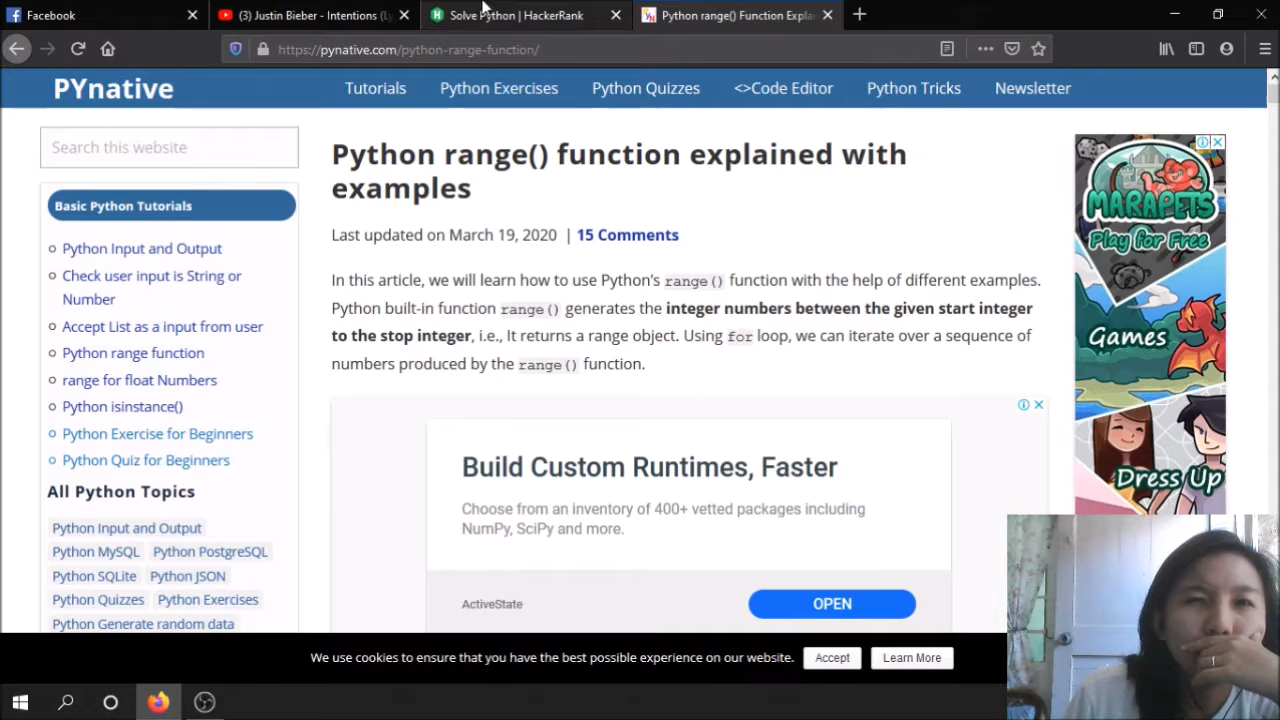 Facebook
(3) Justin Bieber - Intentions (Ly
Solve Python | HackerRank
Python range() Function Expla
https://pynative.com/python-range-function/
PYnative
Tutorials
Python Exercises
Python Quizzes
<>Code Editor
Python Tricks
Newsletter
Search this website
Basic Python Tutorials
Python Input and Output
Check user input is String or
Number
Accept List as a input from user
Python range function
range for float Numbers
Python isinstance()
Python Exercise for Beginners
Python Quiz for Beginners
All Python Topics
Python Input and Output
Python MySQL Python PostgreSQL
Python SQLite Python JSON
Python Quizzes Python Exercises
Python Generate random data
Python range() function explained with
examples
Last updated on March 19, 2020 | 15 Comments
In this article, we will learn how to use Python's range() function with the help of different examples.
Python built-in function range() generates the integer numbers between the given start integer
to the stop integer, i.e., It returns a range object. Using for loop, we can iterate over a sequence of
numbers produced by the range() function.
Build Custom Runtimes, Faster
Choose from an inventory of 400+ vetted packages including
NumPy, SciPy and more.
ActiveState
OPEN
MARAPETS
Play for Free
Games
Dress Up
We use cookies to ensure that you have the best possible experience on our website.
Accept
Learn More